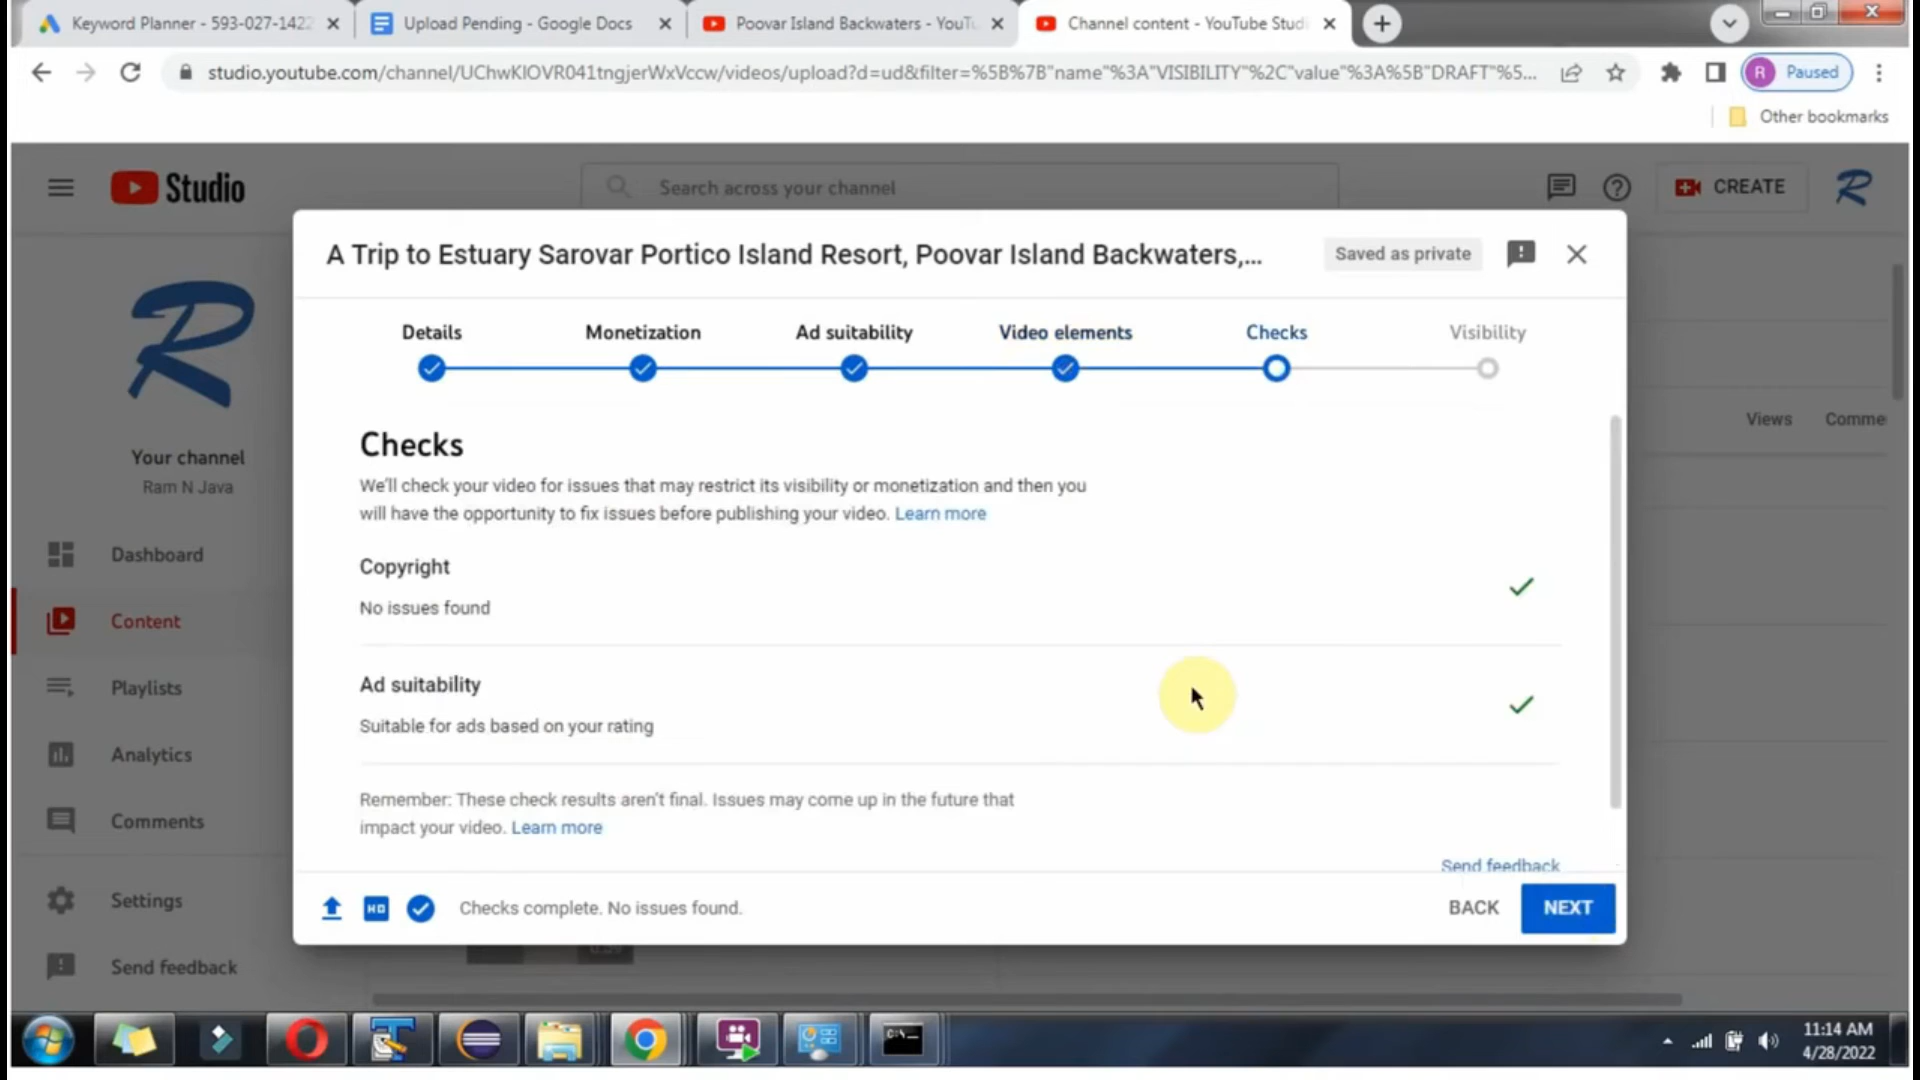 Keyword Planner - 593-027-1422
Upload Pending - Google Docs
Poovar Island Backwaters - YouTu
Channel content - YouTube Studi
studio.youtube.com/channel/UChwKlOVR041tngjerWxVccw/videos/upload?d=ud&filter=%5B%7B"name"%3A"VISIBILITY"%2C"value"%3A%5B"DRAFT"%5...
R Paused
Other bookmarks
Studio
Search across your channel
CREATE
A Trip to Estuary Sarovar Portico Island Resort, Poovar Island Backwaters,...
Saved as private
Details
Monetization
Ad suitability
Video elements
Checks
Visibility
Your channel
Ram N Java
Dashboard
Content
Playlists
Analytics
Comments
Settings
Send feedback
Views
Comme
Checks
We'll check your video for issues that may restrict its visibility or monetization and then you
will have the opportunity to fix issues before publishing your video. Learn more
Copyright
No issues found
Ad suitability
Suitable for ads based on your rating
Remember: These check results aren't final. Issues may come up in the future that
impact your video. Learn more
Send feedback
HD
Checks complete. No issues found.
BACK
NEXT
11:14 AM
4/28/2022